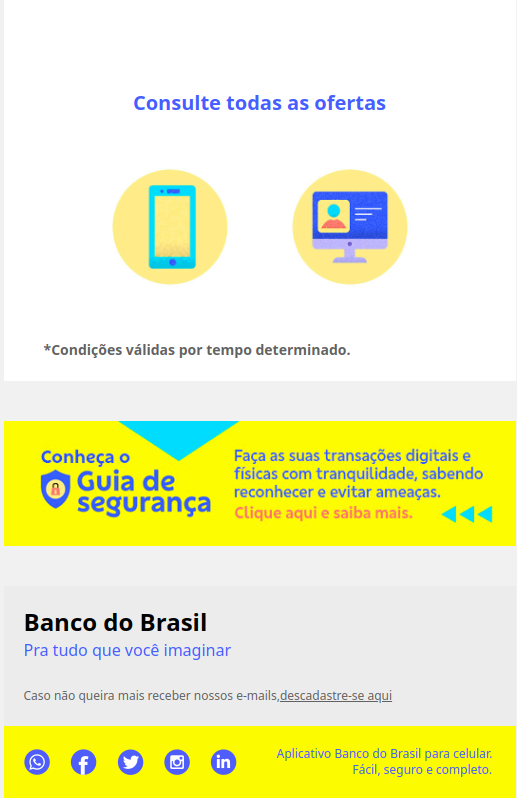 Consulte todas as ofertas
*Condições válidas por tempo determinado.
Conheça o
Guia de
segurança
Faça as suas transações digitais e
físicas com tranquilidade, sabendo
reconhecer e evitar ameaças.
Clique aqui e saiba mais.
Banco do Brasil
Pra tudo que você imaginar
Caso não queira mais receber nossos e-mails,descadastre-se aqui
Aplicativo Banco do Brasil para celular.
Fácil, seguro e completo.